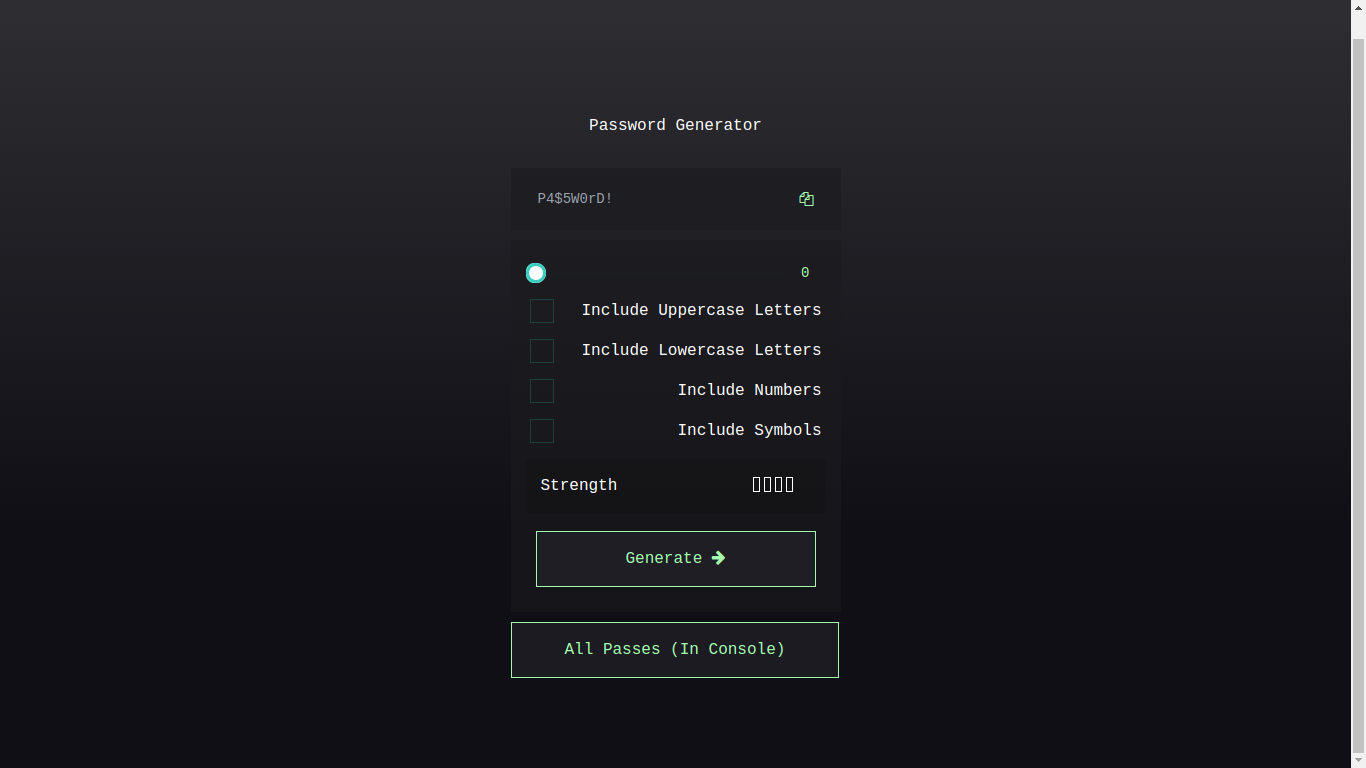 Password Generator
P4$5W0rD!
0
Include Uppercase Letters
Include Lowercase Letters
Include Numbers
Include Symbols
Strength
Generate
All Passes (In Console)